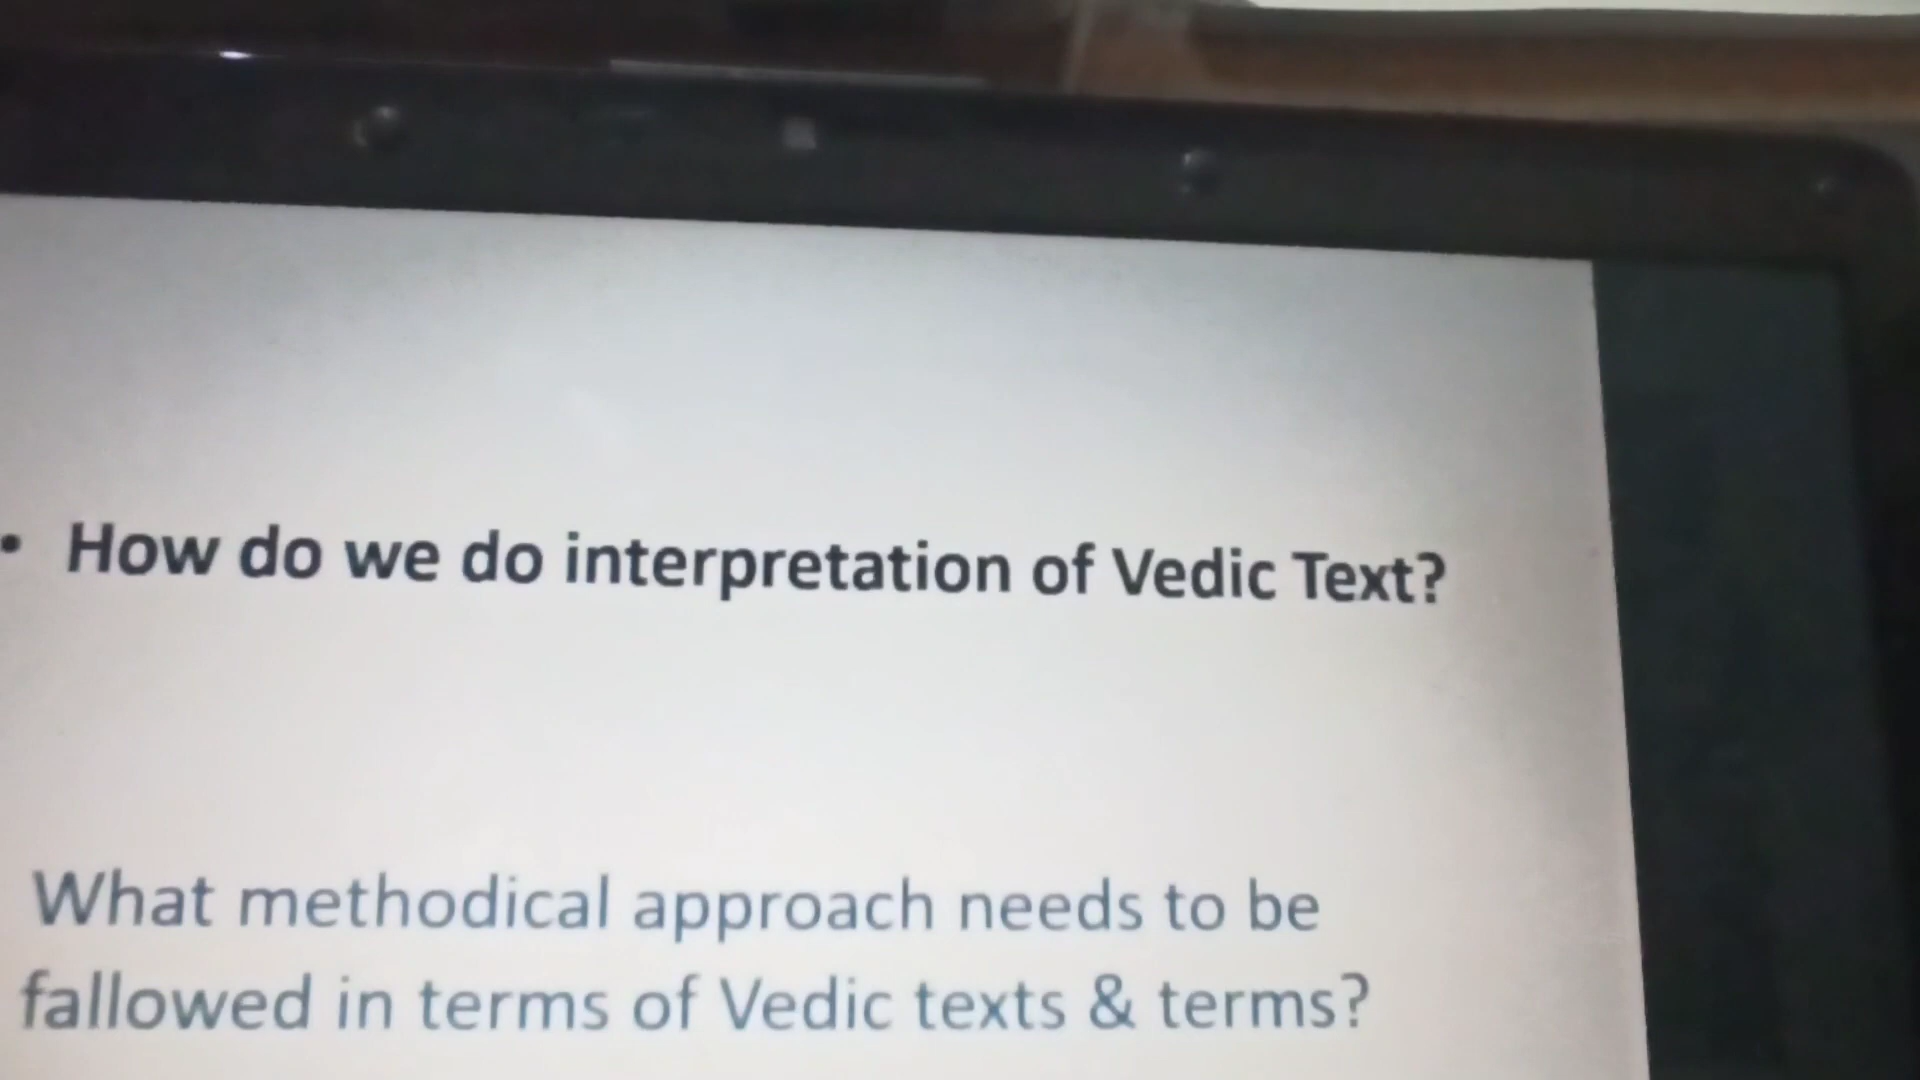 • How do we do interpretation of Vedic Text?
What methodical approach needs to be
fallowed in terms of Vedic texts & terms?